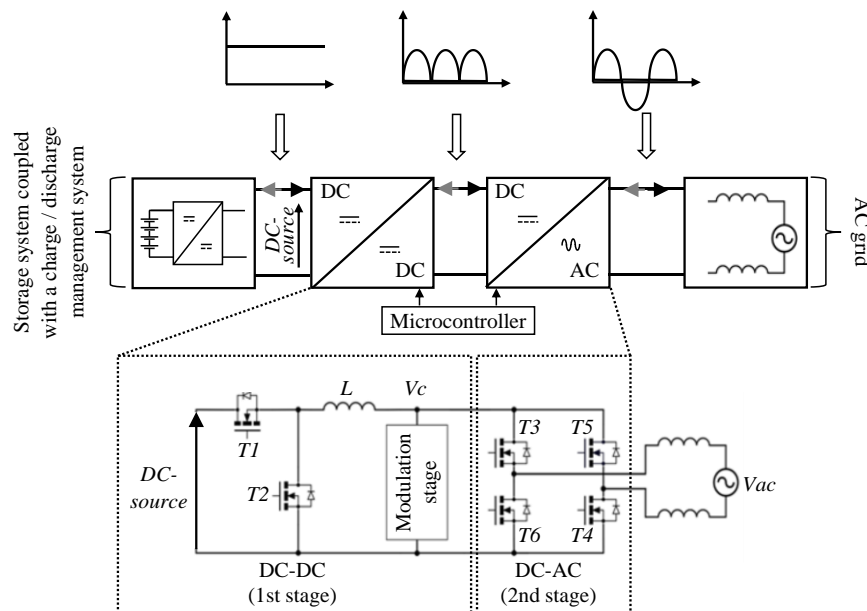 Storage system coupled
with a charge / discharge
management system
DC-
source
DC
DC
DC
AC
AC grid
Microcontroller
L
Vc
T1
T2
DC-
source
Modulation
stage
T3
T5
T6
T4
Vac
DC-DC
(1st stage)
DC-AC
(2nd stage)